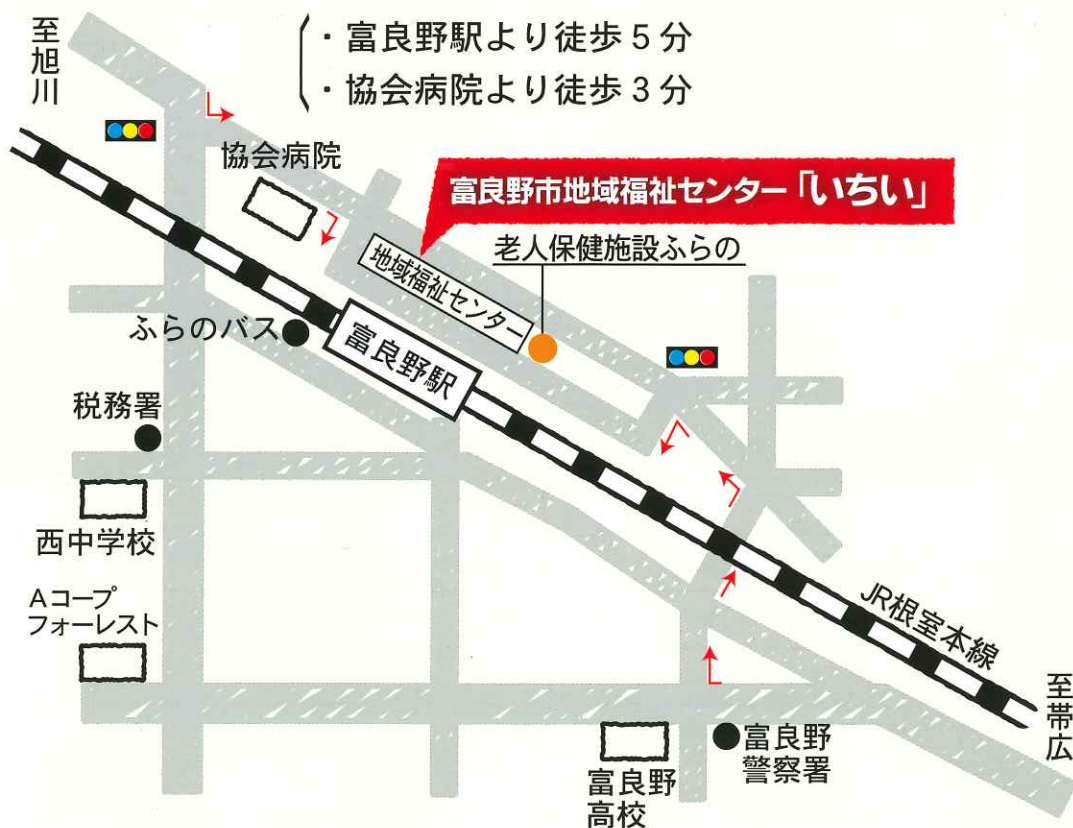 至旭川
・富良野駅より徒歩5分
・協会病院より徒歩3分
協会病院
富良野市地域福祉センター「いちい」
老人保健施設ふらの
地域福祉センター
ふらのバス
富良野駅
税務署
西中学校
Aコープ
フォーレスト
JR根室本線
至帯広
富良野
警察署
富良野
高校